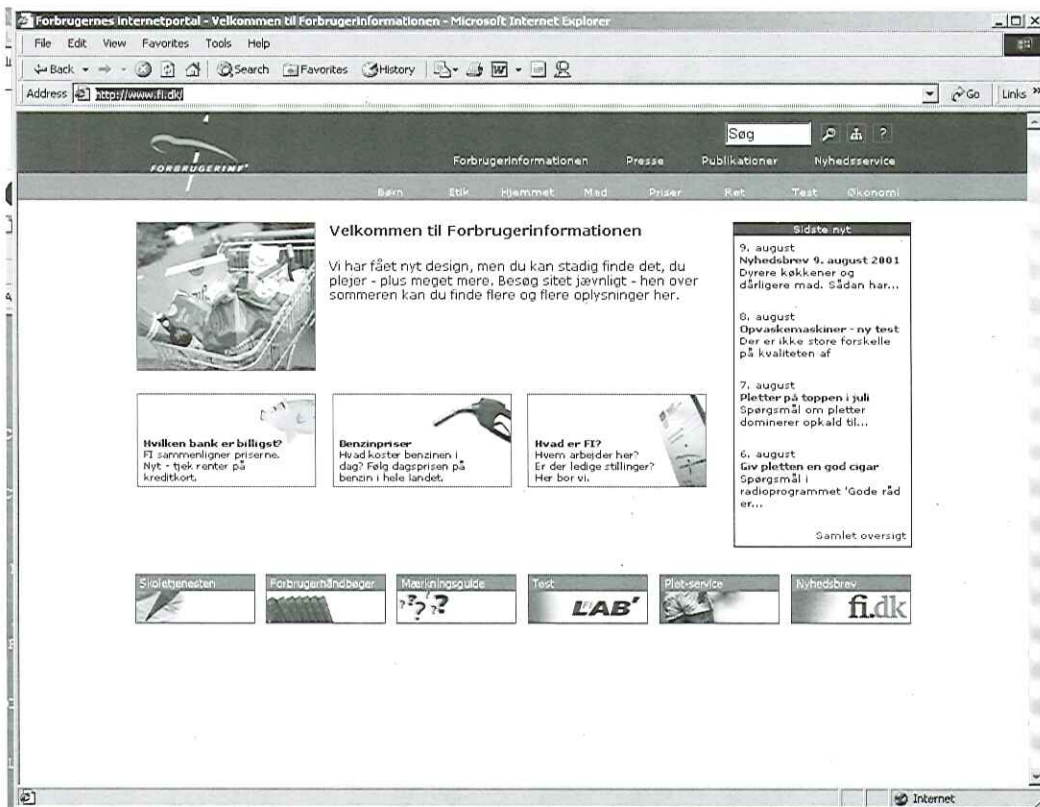 Forbrugernes internetportal - Velkommen til Forbrugerinformationen - Microsoft Internet Explorer
File Edit View Favorites Tools Help
Back Search Favorites History
Address http://www.fi.dk/ Go Links »
Søg ?
FORBRUGERINF°
Forbrugerinformationen Presse Publikationer Nyhedsservice
Børn Etik Hjemmet Mad Priser Ret Test Økonomi
Velkommen til Forbrugerinformationen
Vi har fået nyt design, men du kan stadig finde det, du
plejer - plus meget mere. Besøg sitet jævnligt - hen over
sommeren kan du finde flere og flere oplysninger her.
Sidste nyt
9. august
Nyhedsbrev 9. august 2001
Dyrere køkkener og
dårligere mad. Sådan har...
8. august
Opvaskemaskiner - ny test
Der er ikke store forskelle
på kvaliteten af
7. august
Pletter på toppen i juli
Spørgsmål om pletter
dominerer opkald til...
6. august
Giv pletten en god cigar
Spørgsmål i
radioprogrammet 'Gode råd
er...
Samlet oversigt
Hvilken bank er billigst?
FI sammenligner priserne.
Nyt - tjek renter på
kreditkort.
Benzinpriser
Hvad koster benzinen i
dag? Følg dagsprisen på
benzin i hele landet.
Hvad er FI?
Hvem arbejder her?
Er der ledige stillinger?
Her bor vi.
Skoletjenesten Forbrugerhåndbøger Mærkningsguide Test Plet-service Nyhedsbrev
????
LAB'
fi.dk
Internet